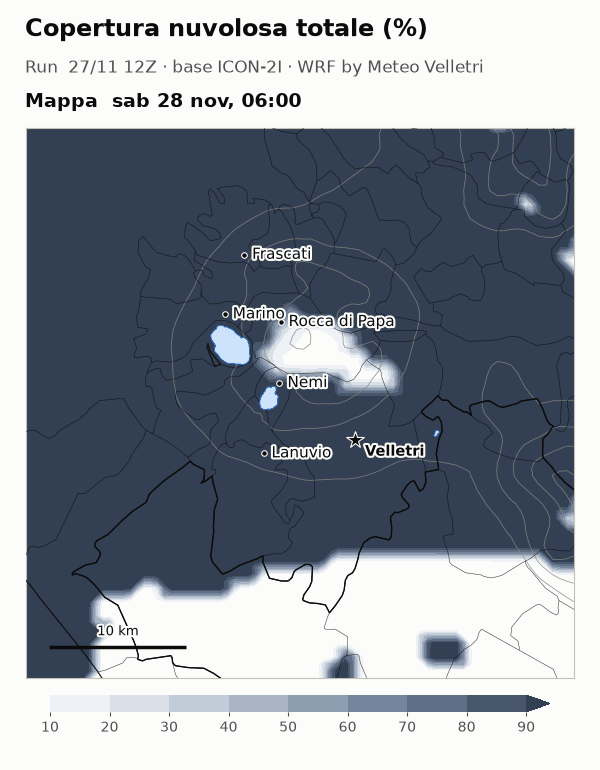 Copertura nuvolosa totale (%)
Run  27/11 12Z · base ICON-2I · WRF by Meteo Velletri
Mappa  sab 28 nov, 06:00
Frascati
Marino
Rocca di Papa
Nemi
Velletri
Lanuvio
10 km
10 20 30 40 50 60 70 80 90